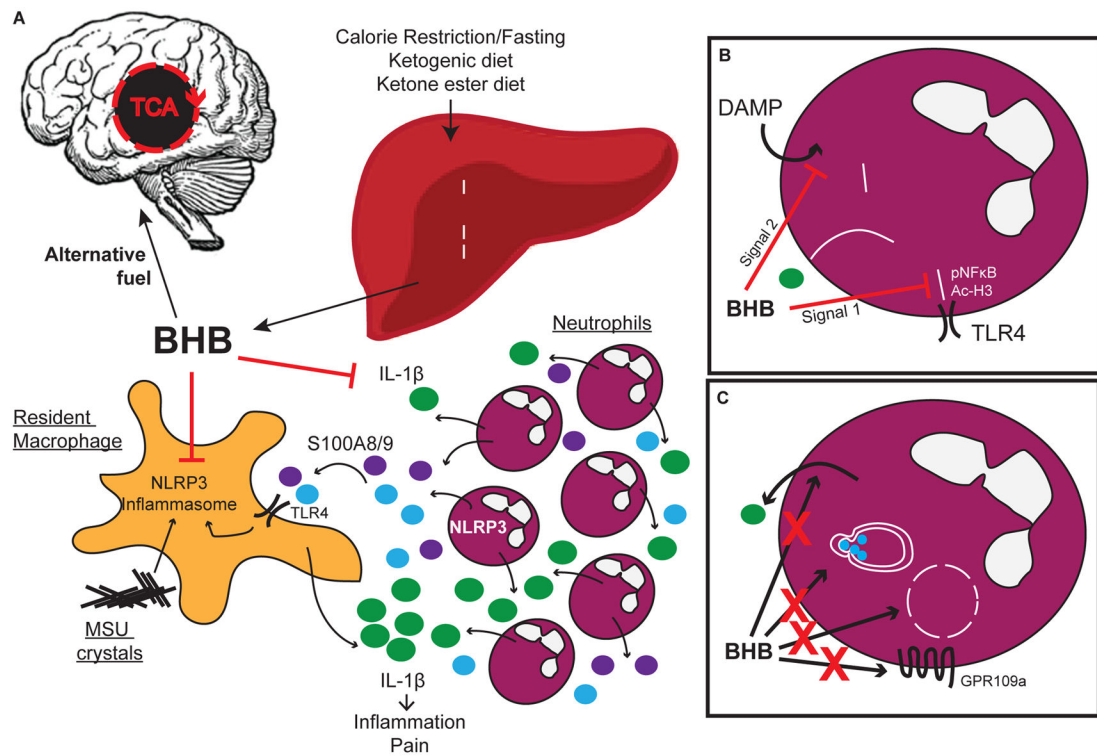 A
Calorie Restriction/Fasting
Ketogenic diet
Ketone ester diet
TCA
Alternative
fuel
BHB
Neutrophils
IL-1β
Resident
Macrophage
S100A8/9
NLRP3
Inflammasome
TLR4
NLRP3
MSU
crystals
IL-1β
Inflammation
Pain
B
DAMP
Signal 2
pNFκB
Ac-H3
BHB
Signal 1
TLR4
C
BHB
GPR109a